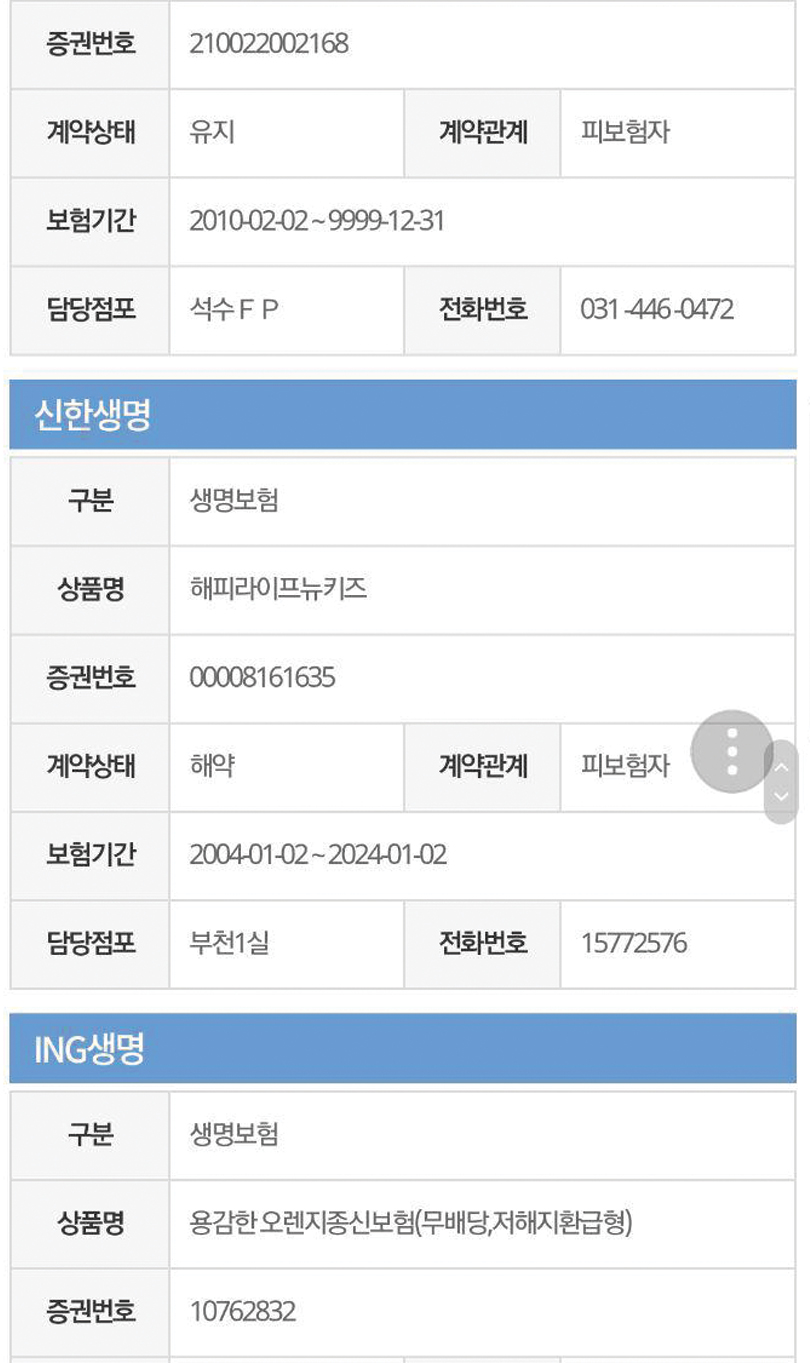 증권번호 210022002168
계약상태 유지 계약관계 피보험자
보험기간 2010-02-02 ~ 9999-12-31
담당점포 석수ＦＰ 전화번호 031-446-0472
신한생명
구분 생명보험
상품명 해피라이프뉴키즈
증권번호 00008161635
계약상태 해약 계약관계 피보험자
보험기간 2004-01-02 ~ 2024-01-02
담당점포 부천1실 전화번호 15772576
ING생명
구분 생명보험
상품명 용감한 오렌지종신보험(무배당,저해지환급형)
증권번호 10762832